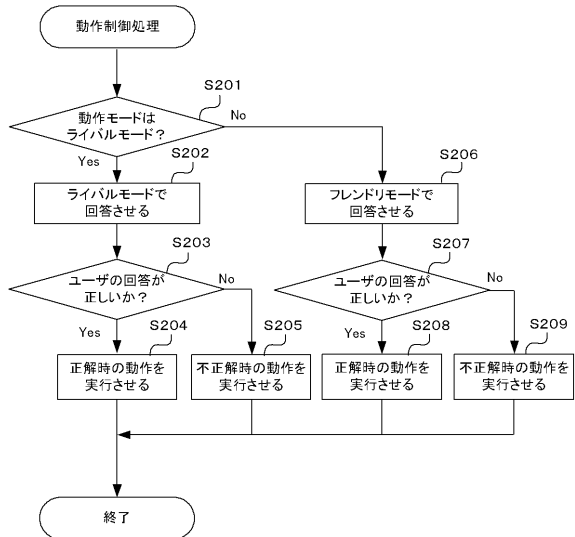 動作制御処理
S201
動作モードは
ライバルモード?
No
Yes
S202
S206
ライバルモードで
回答させる
フレンドリモードで
回答させる
S203
S207
ユーザの回答が
正しいか?
No
ユーザの回答が
正しいか?
No
Yes
S204
S205
Yes
S208
S209
正解時の動作を
実行させる
不正解時の動作を
実行させる
正解時の動作を
実行させる
不正解時の動作を
実行させる
終了